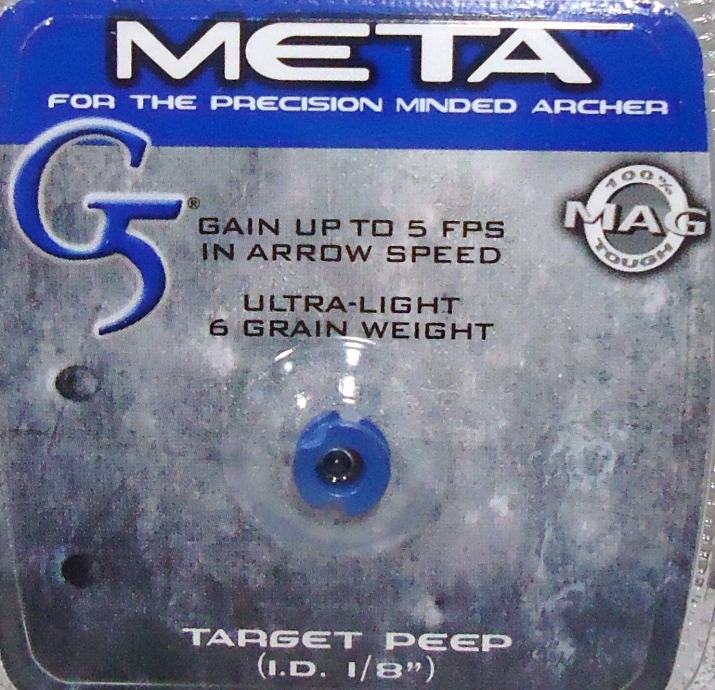 META™
FOR THE PRECISION MINDED ARCHER
G5®
GAIN UP TO 5 FPS
IN ARROW SPEED
100%
MAG
TOUGH
ULTRA-LIGHT
6 GRAIN WEIGHT
TARGET PEEP
(I.D. 1/8")